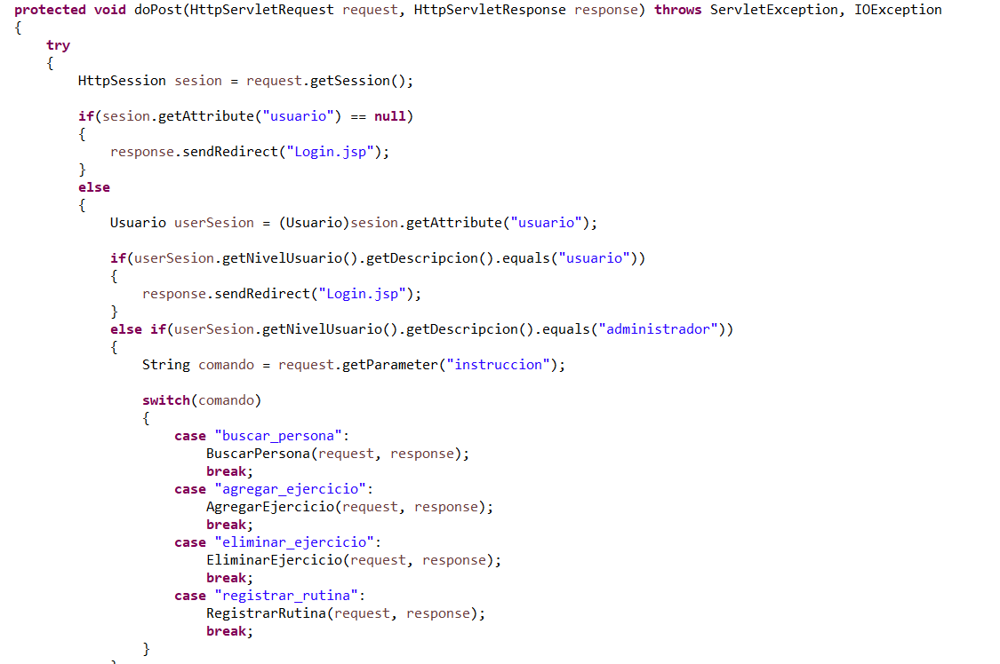 protected void doPost(HttpServletRequest request, HttpServletResponse response) throws ServletException, IOException
{
try
{
HttpSession sesion = request.getSession();
if(sesion.getAttribute("usuario") == null)
{
response.sendRedirect("Login.jsp");
}
else
{
Usuario userSesion = (Usuario)sesion.getAttribute("usuario");
if(userSesion.getNivelUsuario().getDescripcion().equals("usuario"))
{
response.sendRedirect("Login.jsp");
}
else if(userSesion.getNivelUsuario().getDescripcion().equals("administrador"))
{
String comando = request.getParameter("instruccion");
switch(comando)
{
case "buscar_persona":
BuscarPersona(request, response);
break;
case "agregar_ejercicio":
AgregarEjercicio(request, response);
break;
case "eliminar_ejercicio":
EliminarEjercicio(request, response);
break;
case "registrar_rutina":
RegistrarRutina(request, response);
break;
}
}